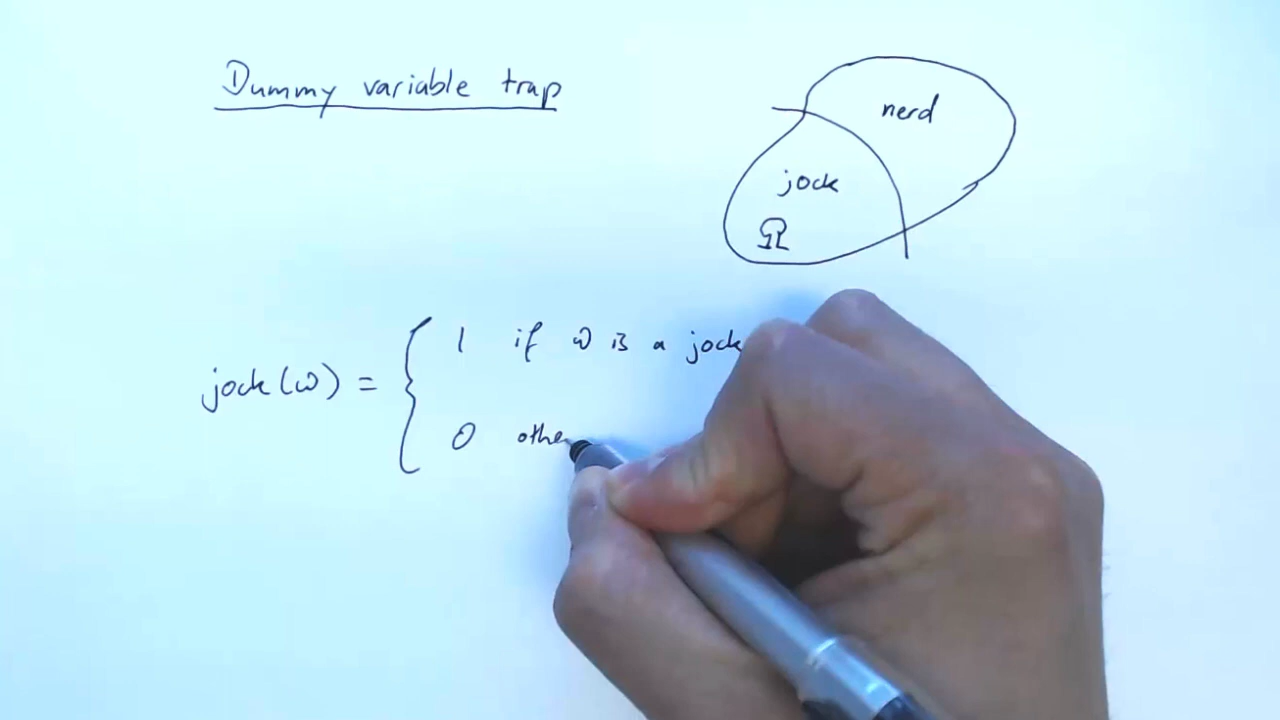 Dummy variable trap
nerd
jock
Ω
jock(ω) = { 1 if ω is a jock
0 othe